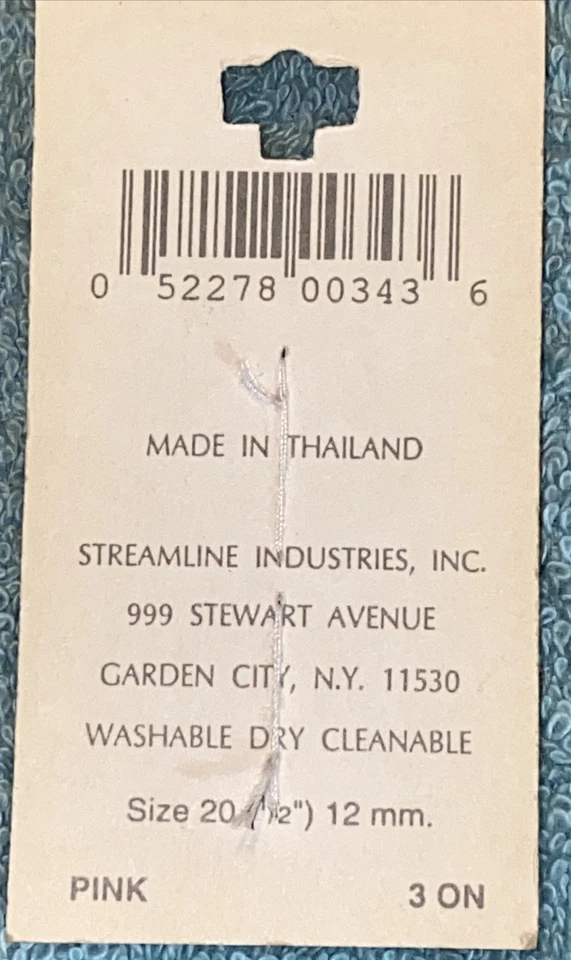 0 52278 00343 6
MADE IN THAILAND
STREAMLINE INDUSTRIES, INC.
999 STEWART AVENUE
GARDEN CITY, N.Y. 11530
WASHABLE DRY CLEANABLE
Size 20 (½") 12 mm.
PINK 3 ON